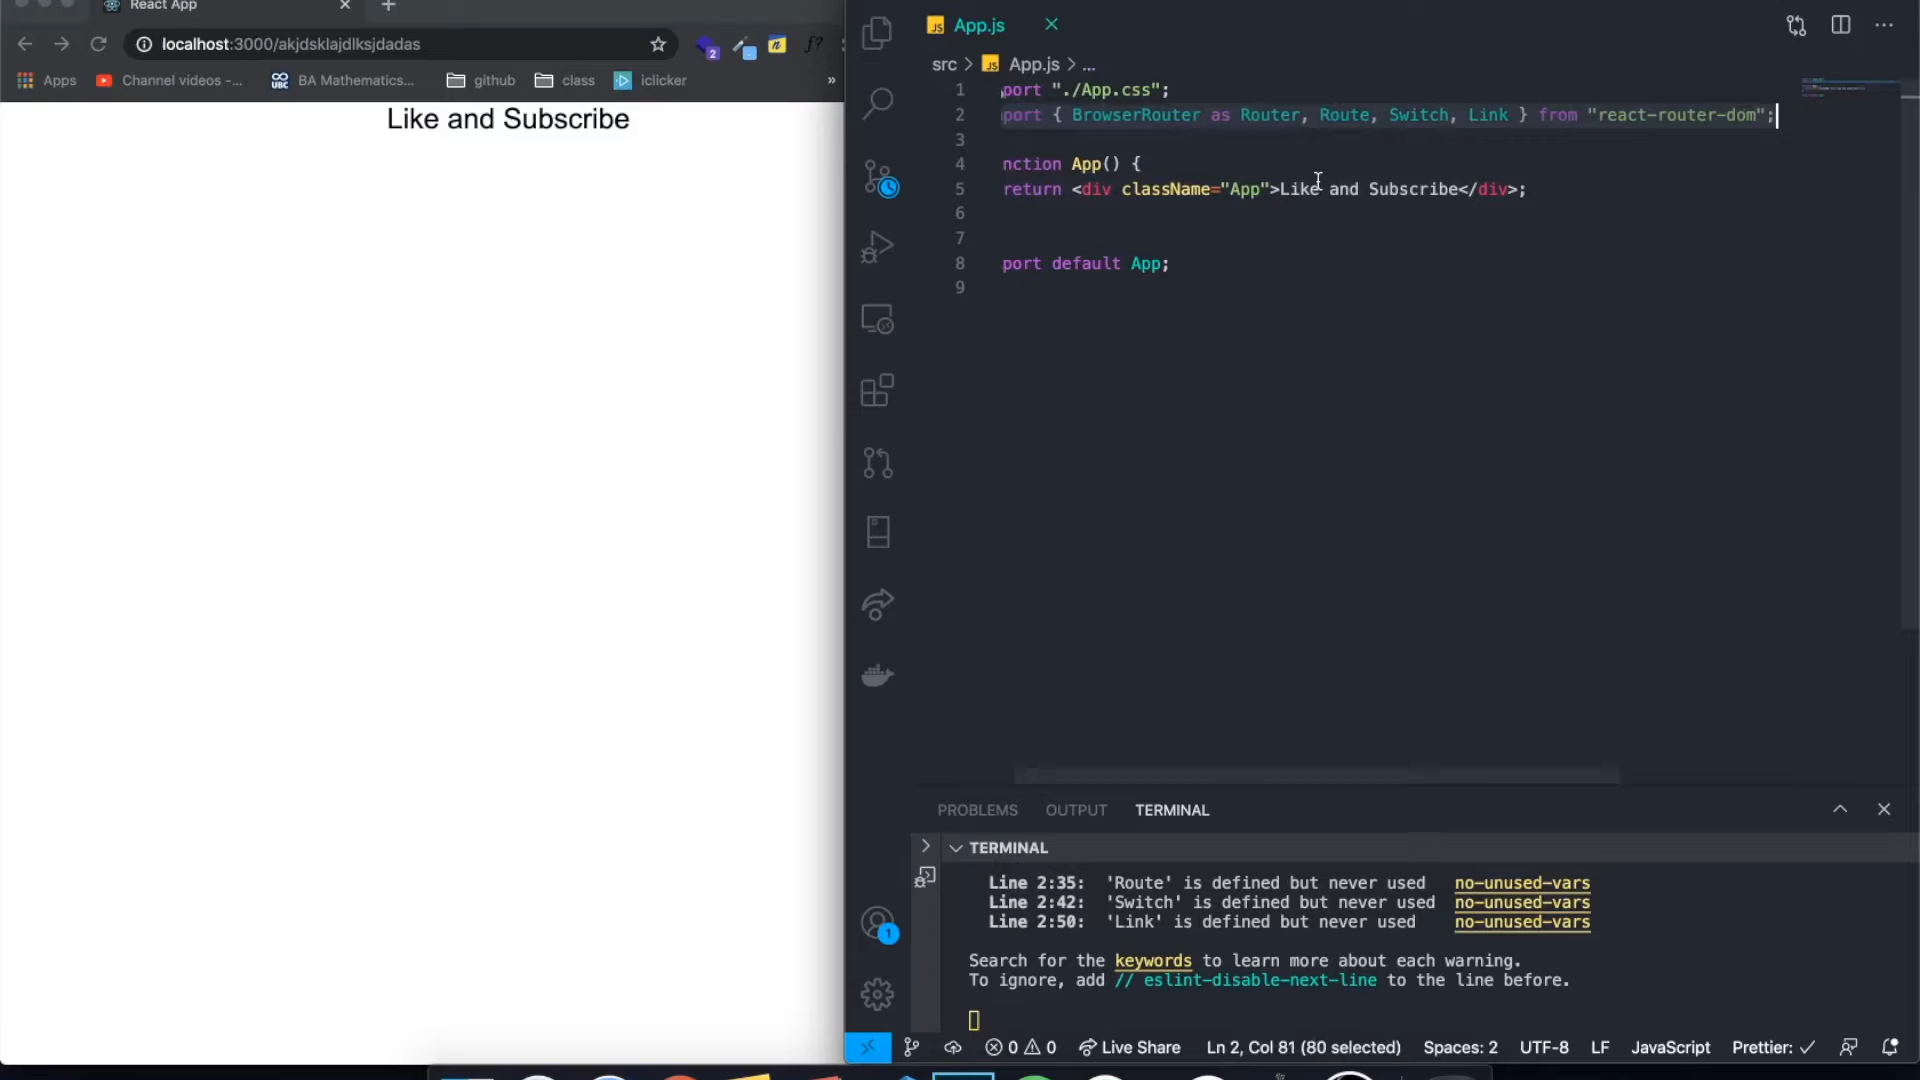 React App
localhost:3000/akjdsklajdlksjdadas
2
n
f?
Apps
Channel videos -...
UBC
BA Mathematics...
github
class
iclicker
»
Like and Subscribe
JS App.js
src > JS App.js > ...
1 port "./App.css";
2 port { BrowserRouter as Router, Route, Switch, Link } from "react-router-dom";
3
4 nction App() {
5 return <div className="App">Like and Subscribe</div>;
6
7
8 port default App;
9
PROBLEMS OUTPUT TERMINAL
TERMINAL
Line 2:35: 'Route' is defined but never used no-unused-vars
Line 2:42: 'Switch' is defined but never used no-unused-vars
Line 2:50: 'Link' is defined but never used no-unused-vars
Search for the keywords to learn more about each warning.
To ignore, add // eslint-disable-next-line to the line before.
1
0 0 Live Share Ln 2, Col 81 (80 selected) Spaces: 2 UTF-8 LF JavaScript Prettier: ✓